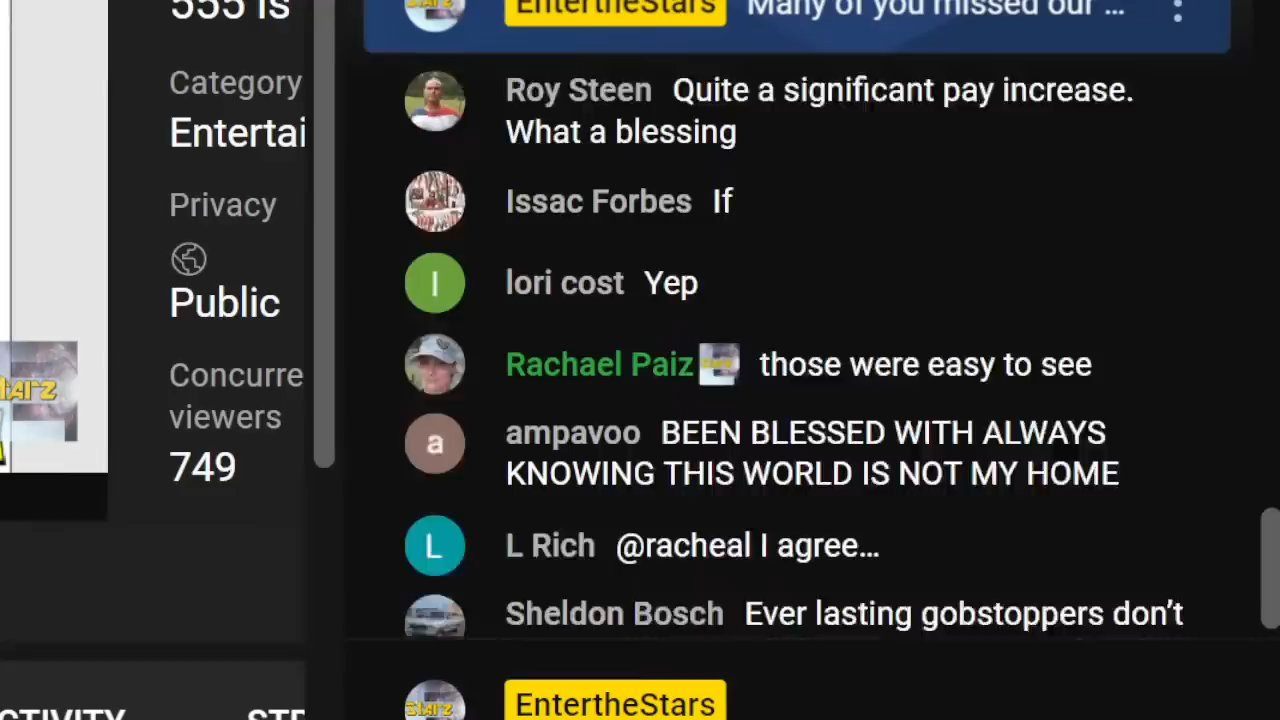 555 is
Category
Entertai
Privacy
Public
Concurre
viewers
749
EntertheStars Many of you missed our ...
Roy Steen Quite a significant pay increase.
What a blessing
Issac Forbes If
l lori cost Yep
Rachael Paiz those were easy to see
a ampavoo BEEN BLESSED WITH ALWAYS
KNOWING THIS WORLD IS NOT MY HOME
L L Rich @racheal I agree...
Sheldon Bosch Ever lasting gobstoppers don’t
EntertheStars